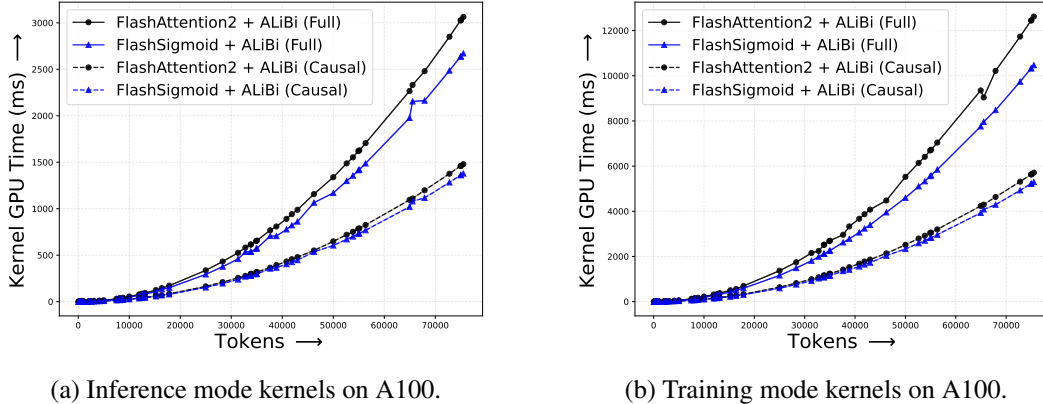 FlashAttention2 + ALiBi (Full)
FlashSigmoid + ALiBi (Full)
FlashAttention2 + ALiBi (Causal)
FlashSigmoid + ALiBi (Causal)
Kernel GPU Time (ms) ⟶
3000
2500
2000
1500
1000
500
0
0 10000 20000 30000 40000 50000 60000 70000
Tokens ⟶
(a) Inference mode kernels on A100.
FlashAttention2 + ALiBi (Full)
FlashSigmoid + ALiBi (Full)
FlashAttention2 + ALiBi (Causal)
FlashSigmoid + ALiBi (Causal)
Kernel GPU Time (ms) ⟶
12000
10000
8000
6000
4000
2000
0
0 10000 20000 30000 40000 50000 60000 70000
Tokens ⟶
(b) Training mode kernels on A100.